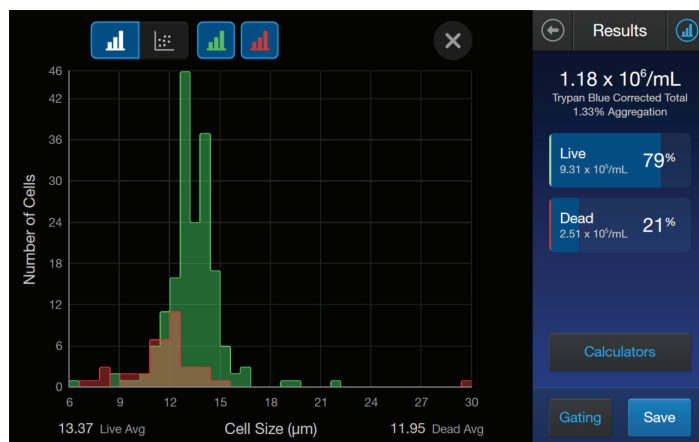 Results
1.18 x 10⁶/mL
Trypan Blue Corrected Total
1.33% Aggregation
Live
9.31 x 10⁵/mL
79%
Dead
2.51 x 10⁵/mL
21%
Calculators
Gating
Save
Number of Cells
46
42
36
30
24
18
12
6
0
6
9
12
15
18
21
24
27
30
13.37 Live Avg
Cell Size (µm)
11.95 Dead Avg